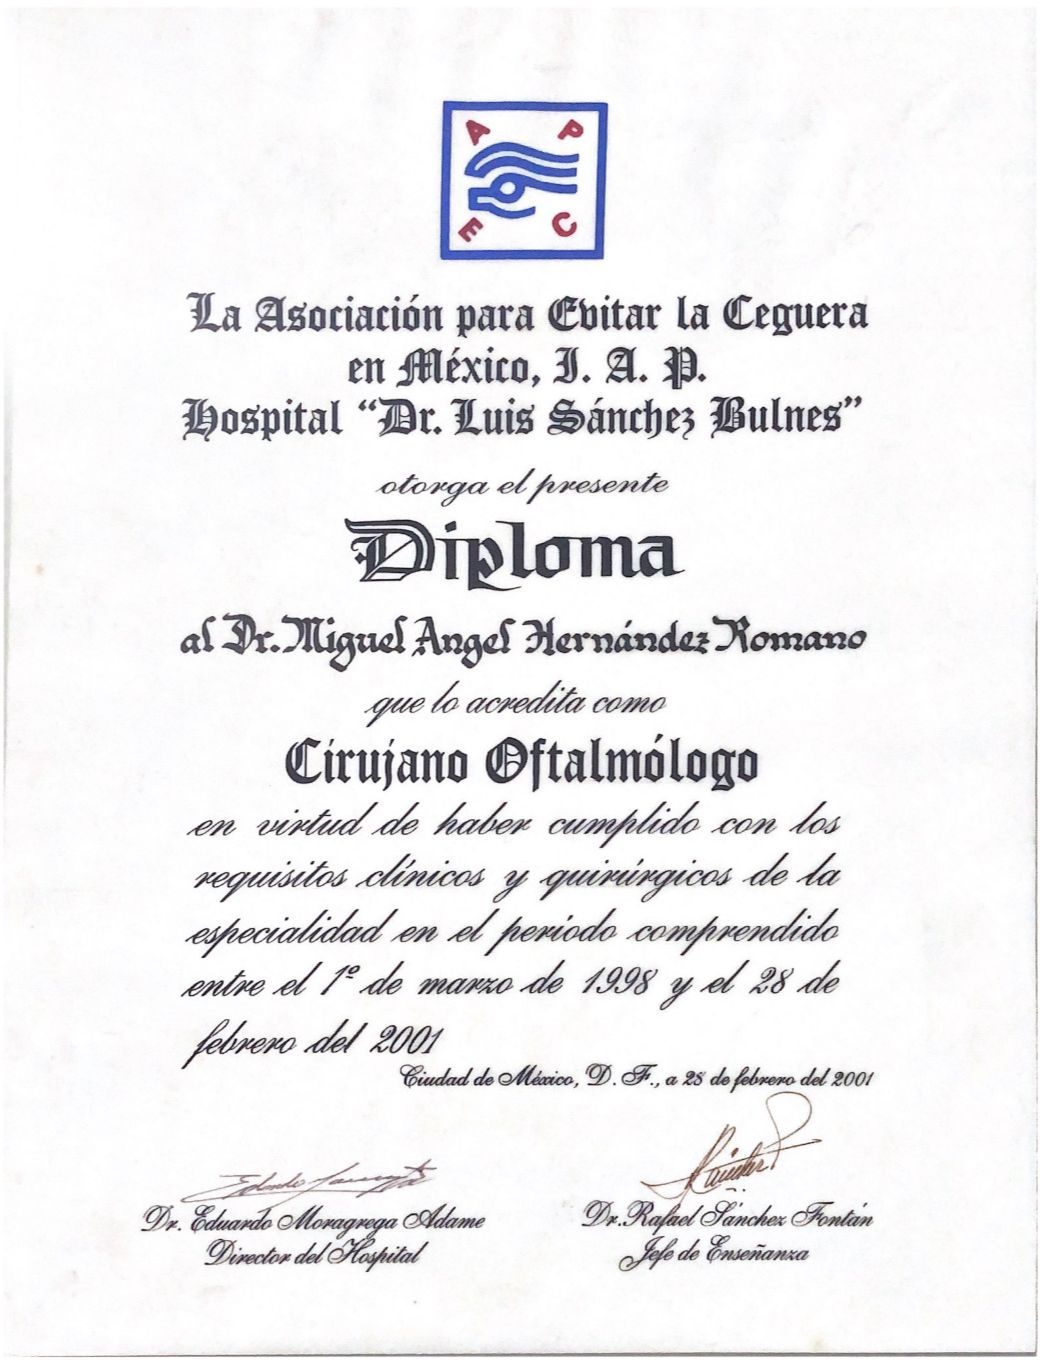 A P
E C
La Asociación para Evitar la Ceguera
en México, I. A. P.
Hospital “Dr. Luis Sánchez Bulnes”
otorga el presente
Diploma
al Dr. Miguel Angel Hernández Romano
que lo acredita como
Cirujano Oftalmólogo
en virtud de haber cumplido con los
requisitos clínicos y quirúrgicos de la
especialidad en el período comprendido
entre el 1º de marzo de 1998 y el 28 de
febrero del 2001
Ciudad de México, D. F., a 28 de febrero del 2001
Dr. Eduardo Moragrega Adame
Director del Hospital
Dr. Rafael Sánchez Fontán
Jefe de Enseñanza